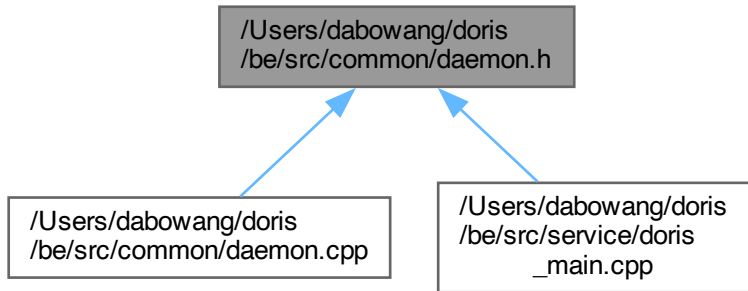 /Users/dabowang/doris
/be/src/common/daemon.h
/Users/dabowang/doris
/be/src/common/daemon.cpp
/Users/dabowang/doris
/be/src/service/doris
_main.cpp